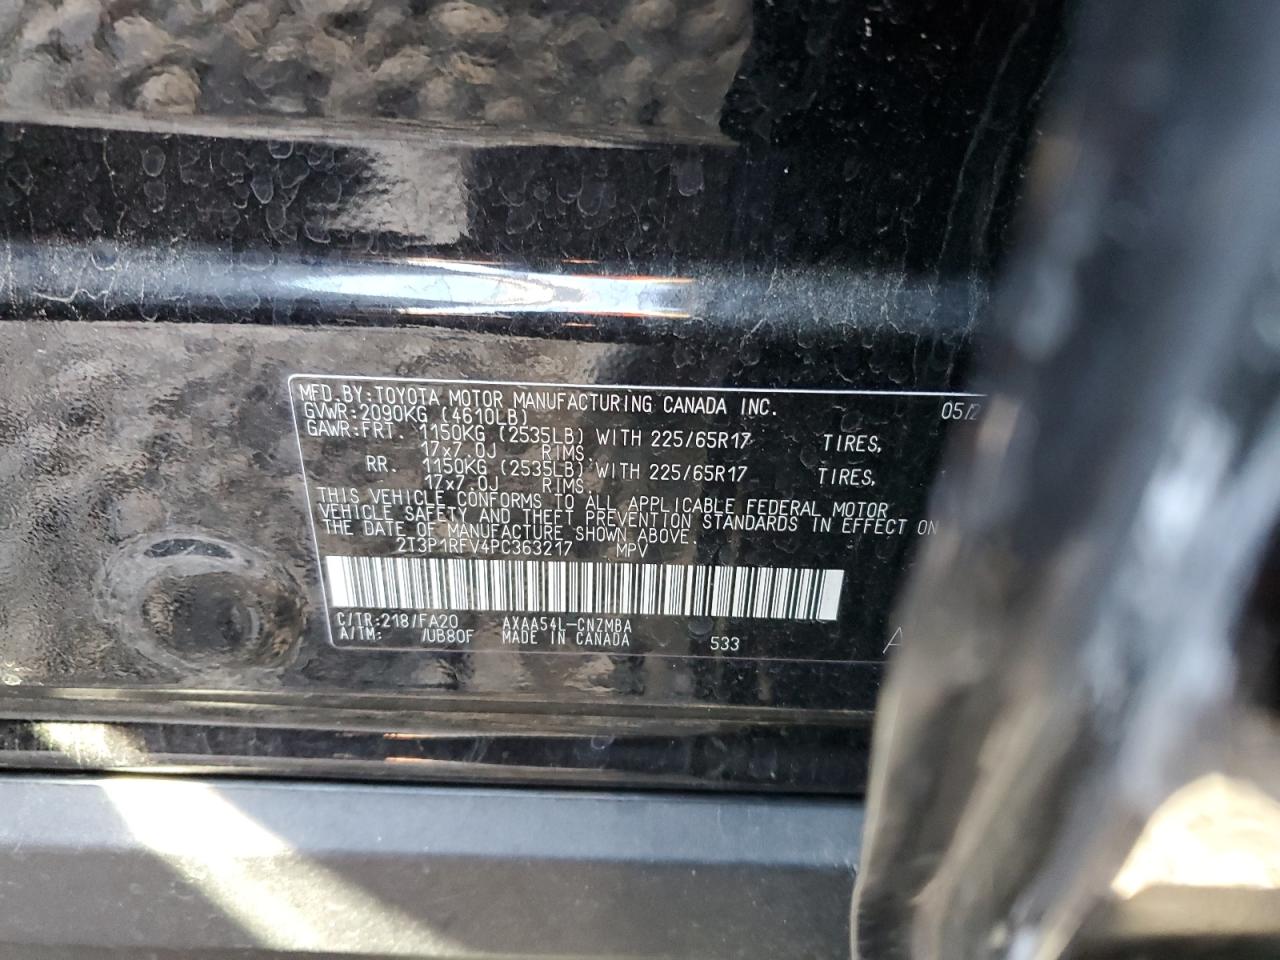 MFD.BY:TOYOTA MOTOR MANUFACTURING CANADA INC. 05/2
GVWR:2090KG (4610LB)
GAWR:FRT. 1150KG (2535LB) WITH 225/65R17 TIRES,
17x7.0J RIMS.
RR. 1150KG (2535LB) WITH 225/65R17 TIRES,
17x7.0J RIMS.
THIS VEHICLE CONFORMS TO ALL APPLICABLE FEDERAL MOTOR
VEHICLE SAFETY AND THEFT PREVENTION STANDARDS IN EFFECT ON
THE DATE OF MANUFACTURE SHOWN ABOVE.
2T3P1RFV4PC363217 MPV
C/TR:218/FA20 AXAA54L-CNZMBA
A/TM: /UB80F MADE IN CANADA 533
A